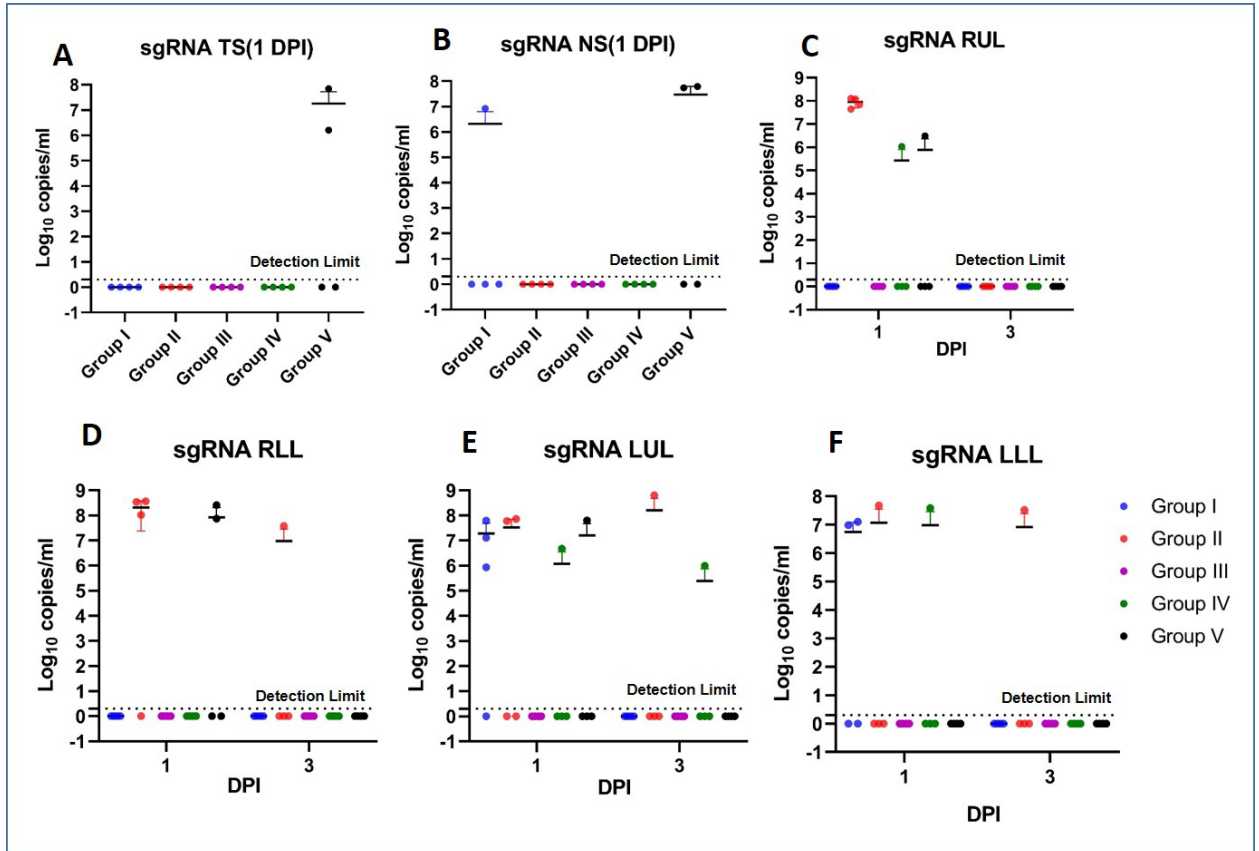 A
sgRNA TS(1 DPI)
Log10 copies/ml
8
7
6
5
4
3
2
1
0
-1
Detection Limit
Group I
Group II
Group III
Group IV
Group V
B
sgRNA NS(1 DPI)
Log10 copies/ml
8
7
6
5
4
3
2
1
0
-1
Detection Limit
Group I
Group II
Group III
Group IV
Group V
C
sgRNA RUL
Log10 copies/ml
9
8
7
6
5
4
3
2
1
0
-1
Detection Limit
1
3
DPI
D
sgRNA RLL
Log10 copies/ml
9
8
7
6
5
4
3
2
1
0
-1
Detection Limit
1
3
DPI
E
sgRNA LUL
Log10 copies/ml
9
8
7
6
5
4
3
2
1
0
-1
Detection Limit
1
3
DPI
F
sgRNA LLL
Log10 copies/ml
8
7
6
5
4
3
2
1
0
-1
Detection Limit
1
3
DPI
Group I
Group II
Group III
Group IV
Group V